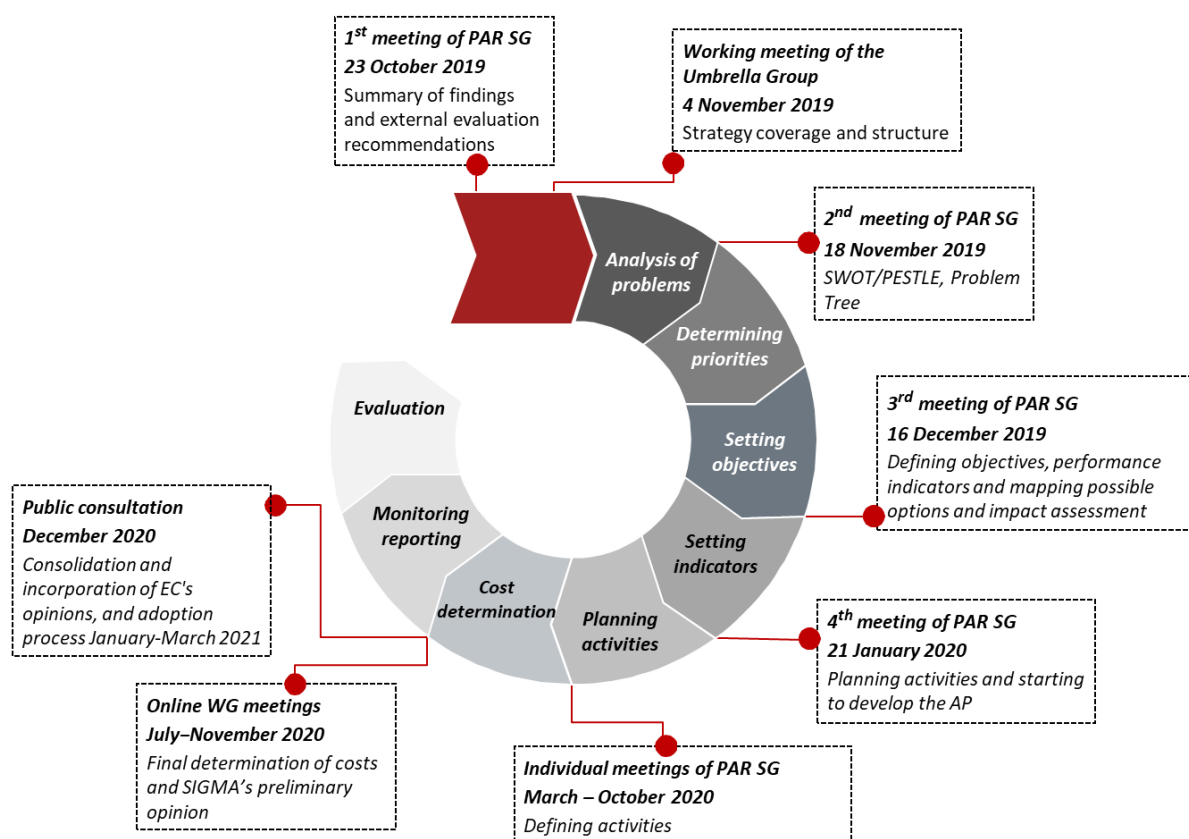 1st meeting of PAR SG
23 October 2019
Summary of findings
and external evaluation
recommendations
Working meeting of the
Umbrella Group
4 November 2019
Strategy coverage and structure
2nd meeting of PAR SG
18 November 2019
SWOT/PESTLE, Problem
Tree
Analysis of
problems
Determining
priorities
Setting
objectives
Setting
indicators
Planning
activities
Cost
determination
Monitoring
reporting
Evaluation
3rd meeting of PAR SG
16 December 2019
Defining objectives, performance
indicators and mapping possible
options and impact assessment
4th meeting of PAR SG
21 January 2020
Planning activities and starting
to develop the AP
Individual meetings of PAR SG
March – October 2020
Defining activities
Online WG meetings
July–November 2020
Final determination of costs
and SIGMA’s preliminary
opinion
Public consultation
December 2020
Consolidation and
incorporation of EC's
opinions, and adoption
process January-March 2021